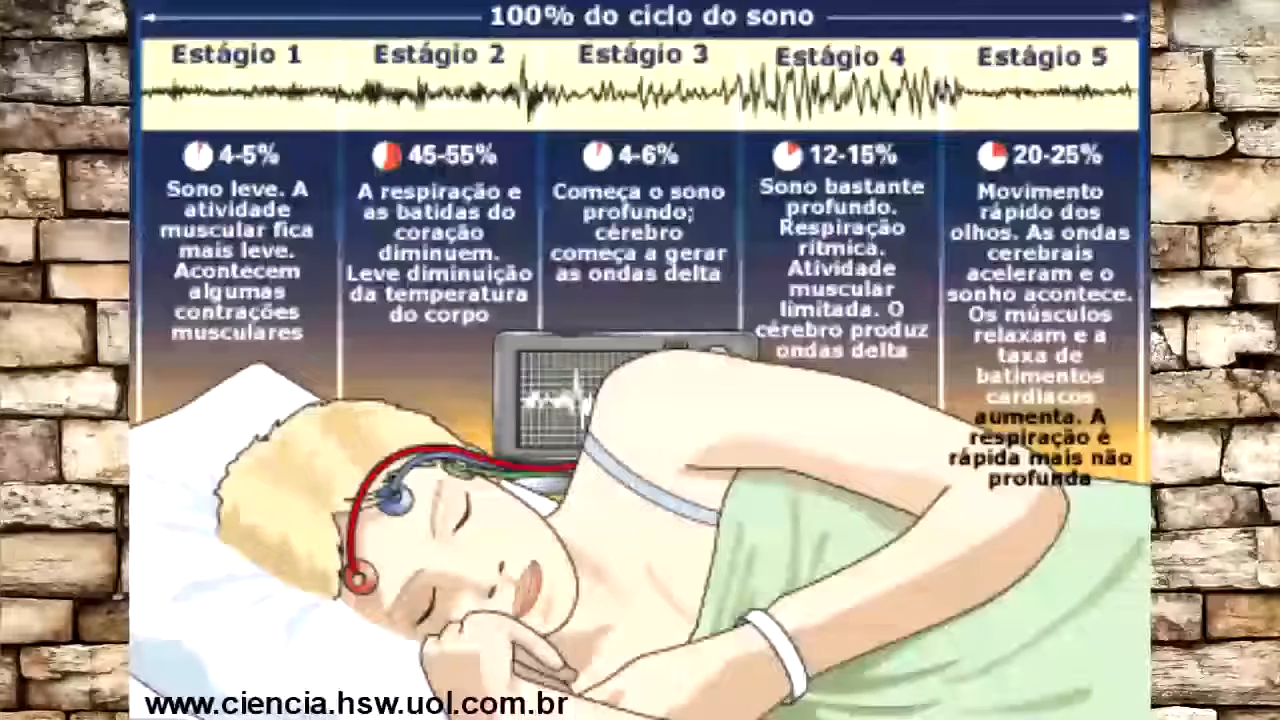 100% do ciclo do sono
Estágio 1
Estágio 2
Estágio 3
Estágio 4
Estágio 5
4-5%
Sono leve. A
atividade
muscular fica
mais leve.
Acontecem
algumas
contrações
musculares
45-55%
A respiração e
as batidas do
coração
diminuem.
Leve diminuição
da temperatura
do corpo
4-6%
Começa o sono
profundo;
cérebro
começa a gerar
as ondas delta
12-15%
Sono bastante
profundo.
Respiração
rítmica.
Atividade
muscular
limitada. O
cérebro produz
ondas delta
20-25%
Movimento
rápido dos
olhos. As ondas
cerebrais
aceleram e o
sonho acontece.
Os músculos
relaxam e a
taxa de
batimentos
cardíacos
aumenta. A
respiração é
rápida mais não
profunda
www.ciencia.hsw.uol.com.br